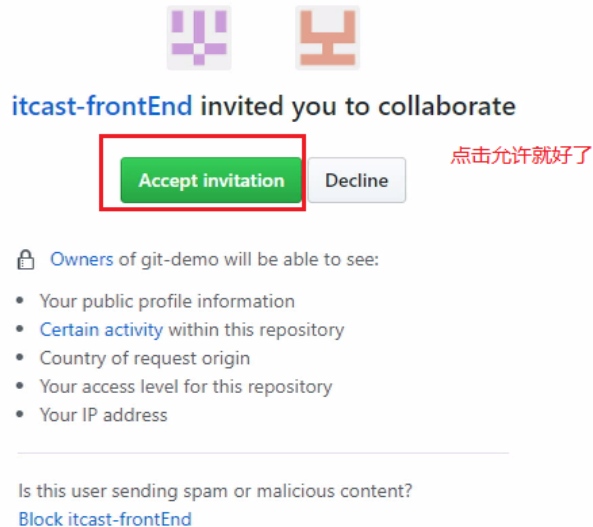 itcast-frontEnd invited you to collaborate
Accept invitation Decline 点击允许就好了
Owners of git-demo will be able to see:
Your public profile information
Certain activity within this repository
Country of request origin
Your access level for this repository
Your IP address
Is this user sending spam or malicious content?
Block itcast-frontEnd